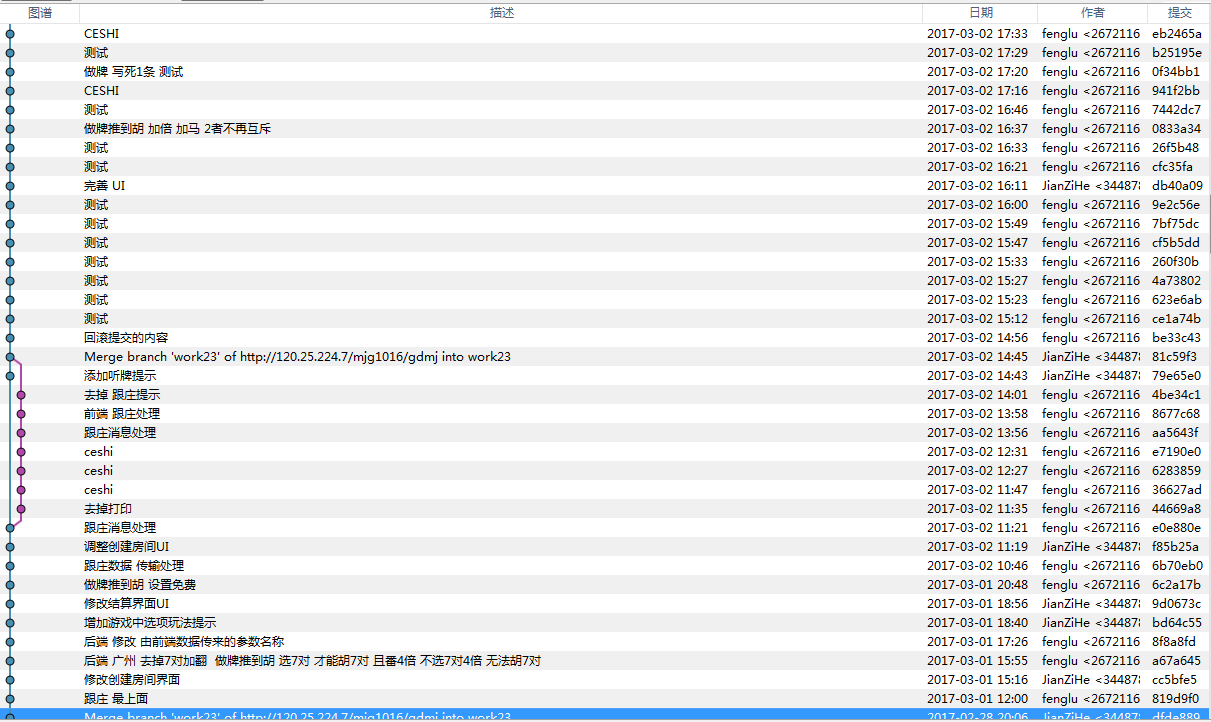 图谱 描述 日期 作者 提交
CESHI 2017-03-02 17:33 fenglu <2672116 eb2465a
测试 2017-03-02 17:29 fenglu <2672116 b25195e
做牌 写死1条 测试 2017-03-02 17:20 fenglu <2672116 0f34bb1
CESHI 2017-03-02 17:16 fenglu <2672116 941f2bb
测试 2017-03-02 16:46 fenglu <2672116 7442dc7
做牌推到胡 加倍 加马 2者不再互斥 2017-03-02 16:37 fenglu <2672116 0833a34
测试 2017-03-02 16:33 fenglu <2672116 26f5b48
测试 2017-03-02 16:21 fenglu <2672116 cfc35fa
完善 UI 2017-03-02 16:11 JianZiHe <34487 db40a09
测试 2017-03-02 16:00 fenglu <2672116 9e2c56e
测试 2017-03-02 15:49 fenglu <2672116 7bf75dc
测试 2017-03-02 15:47 fenglu <2672116 cf5b5dd
测试 2017-03-02 15:33 fenglu <2672116 260f30b
测试 2017-03-02 15:27 fenglu <2672116 4a73802
测试 2017-03-02 15:23 fenglu <2672116 623e6ab
测试 2017-03-02 15:12 fenglu <2672116 ce1a74b
回滚提交的内容 2017-03-02 14:56 fenglu <2672116 be33c43
Merge branch 'work23' of http://120.25.224.7/mjg1016/gdmj into work23 2017-03-02 14:45 JianZiHe <34487 81c59f3
添加听牌提示 2017-03-02 14:43 JianZiHe <34487 79e65e0
去掉 跟庄提示 2017-03-02 14:01 fenglu <2672116 4be34c1
前端 跟庄处理 2017-03-02 13:58 fenglu <2672116 8677c68
跟庄消息处理 2017-03-02 13:56 fenglu <2672116 aa5643f
ceshi 2017-03-02 12:31 fenglu <2672116 e7190e0
ceshi 2017-03-02 12:27 fenglu <2672116 6283859
ceshi 2017-03-02 11:47 fenglu <2672116 36627ad
去掉打印 2017-03-02 11:35 fenglu <2672116 44669a8
跟庄消息处理 2017-03-02 11:21 fenglu <2672116 e0e880e
调整创建房间UI 2017-03-02 11:19 JianZiHe <34487 f85b25a
跟庄数据 传输处理 2017-03-02 10:46 fenglu <2672116 6b70eb0
做牌推到胡 设置免费 2017-03-01 20:48 fenglu <2672116 6c2a17b
修改结算界面UI 2017-03-01 18:56 JianZiHe <34487 9d0673c
增加游戏中选项玩法提示 2017-03-01 18:40 JianZiHe <34487 bd64c55
后端 修改 由前端数据传来的参数名称 2017-03-01 17:26 fenglu <2672116 8f8a8fd
后端 广州 去掉7对加翻 做牌推到胡 选7对 才能胡7对 且番4倍 不选7对4倍 无法胡7对 2017-03-01 15:55 fenglu <2672116 a67a645
修改创建房间界面 2017-03-01 15:16 JianZiHe <34487 cc5bfe5
跟庄 最上面 2017-03-01 12:00 fenglu <2672116 819d9f0
Merge branch 'work23' of http://120.25.224.7/mjg1016/gdmj into work23 2017-02-28 20:06 JianZiHe <34487 dfde889